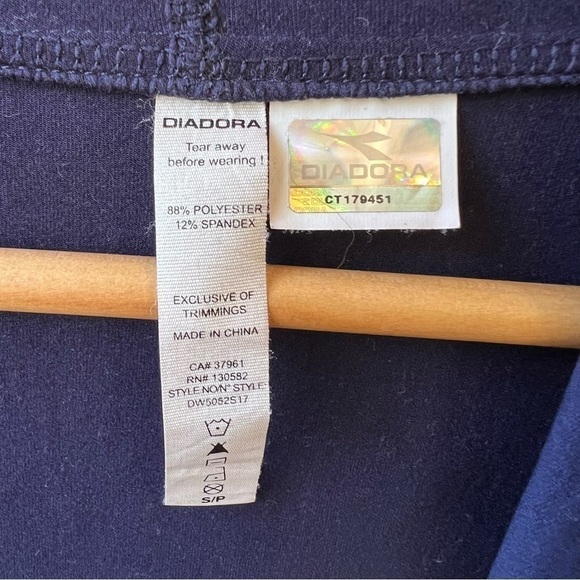 DIADORA
Tear away
before wearing !
88% POLYESTER
12% SPANDEX
EXCLUSIVE OF
TRIMMINGS
MADE IN CHINA
CA# 37961
RN# 130582
STYLE NO/N° STYLE
DW5052S17
S/P
DIADORA
CT179451